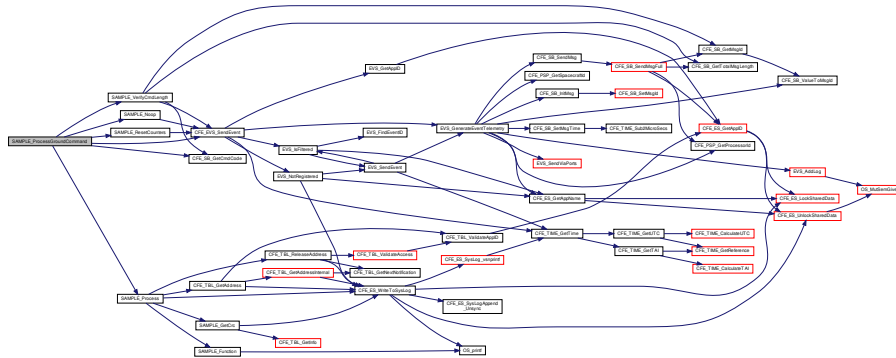 SAMPLE_ProcessGroundCommand
SAMPLE_VerifyCmdLength
SAMPLE_Noop
SAMPLE_ResetCounters
SAMPLE_Process
CFE_EVS_SendEvent
CFE_SB_GetCmdCode
CFE_TBL_ReleaseAddress
CFE_TBL_GetAddress
SAMPLE_GetCrc
SAMPLE_Function
EVS_GetAppID
EVS_IsFiltered
EVS_NotRegistered
CFE_TBL_GetAddressInternal
CFE_TBL_GetInfo
EVS_FindEventID
EVS_SendEvent
CFE_TBL_ValidateAppID
CFE_TBL_ValidateAccess
CFE_TBL_GetNextNotification
CFE_ES_WriteToSysLog
EVS_GenerateEventTelemetry
CFE_ES_SysLog_vsnprintf
CFE_ES_SysLogAppend
_Unsync
OS_printf
CFE_SB_SendMsg
CFE_PSP_GetSpacecraftId
CFE_SB_InitMsg
CFE_SB_SetMsgTime
EVS_SendViaPorts
CFE_ES_GetAppName
CFE_TIME_GetTime
CFE_SB_SendMsgFull
CFE_SB_SetMsgId
CFE_TIME_Sub2MicroSecs
CFE_TIME_GetUTC
CFE_TIME_GetTAI
CFE_SB_GetMsgId
CFE_SB_GetTotalMsgLength
CFE_ES_GetAppID
CFE_PSP_GetProcessorId
CFE_TIME_CalculateUTC
CFE_TIME_GetReference
CFE_TIME_CalculateTAI
CFE_SB_ValueToMsgId
EVS_AddLog
CFE_ES_LockSharedData
CFE_ES_UnlockSharedData
OS_MutSemGive